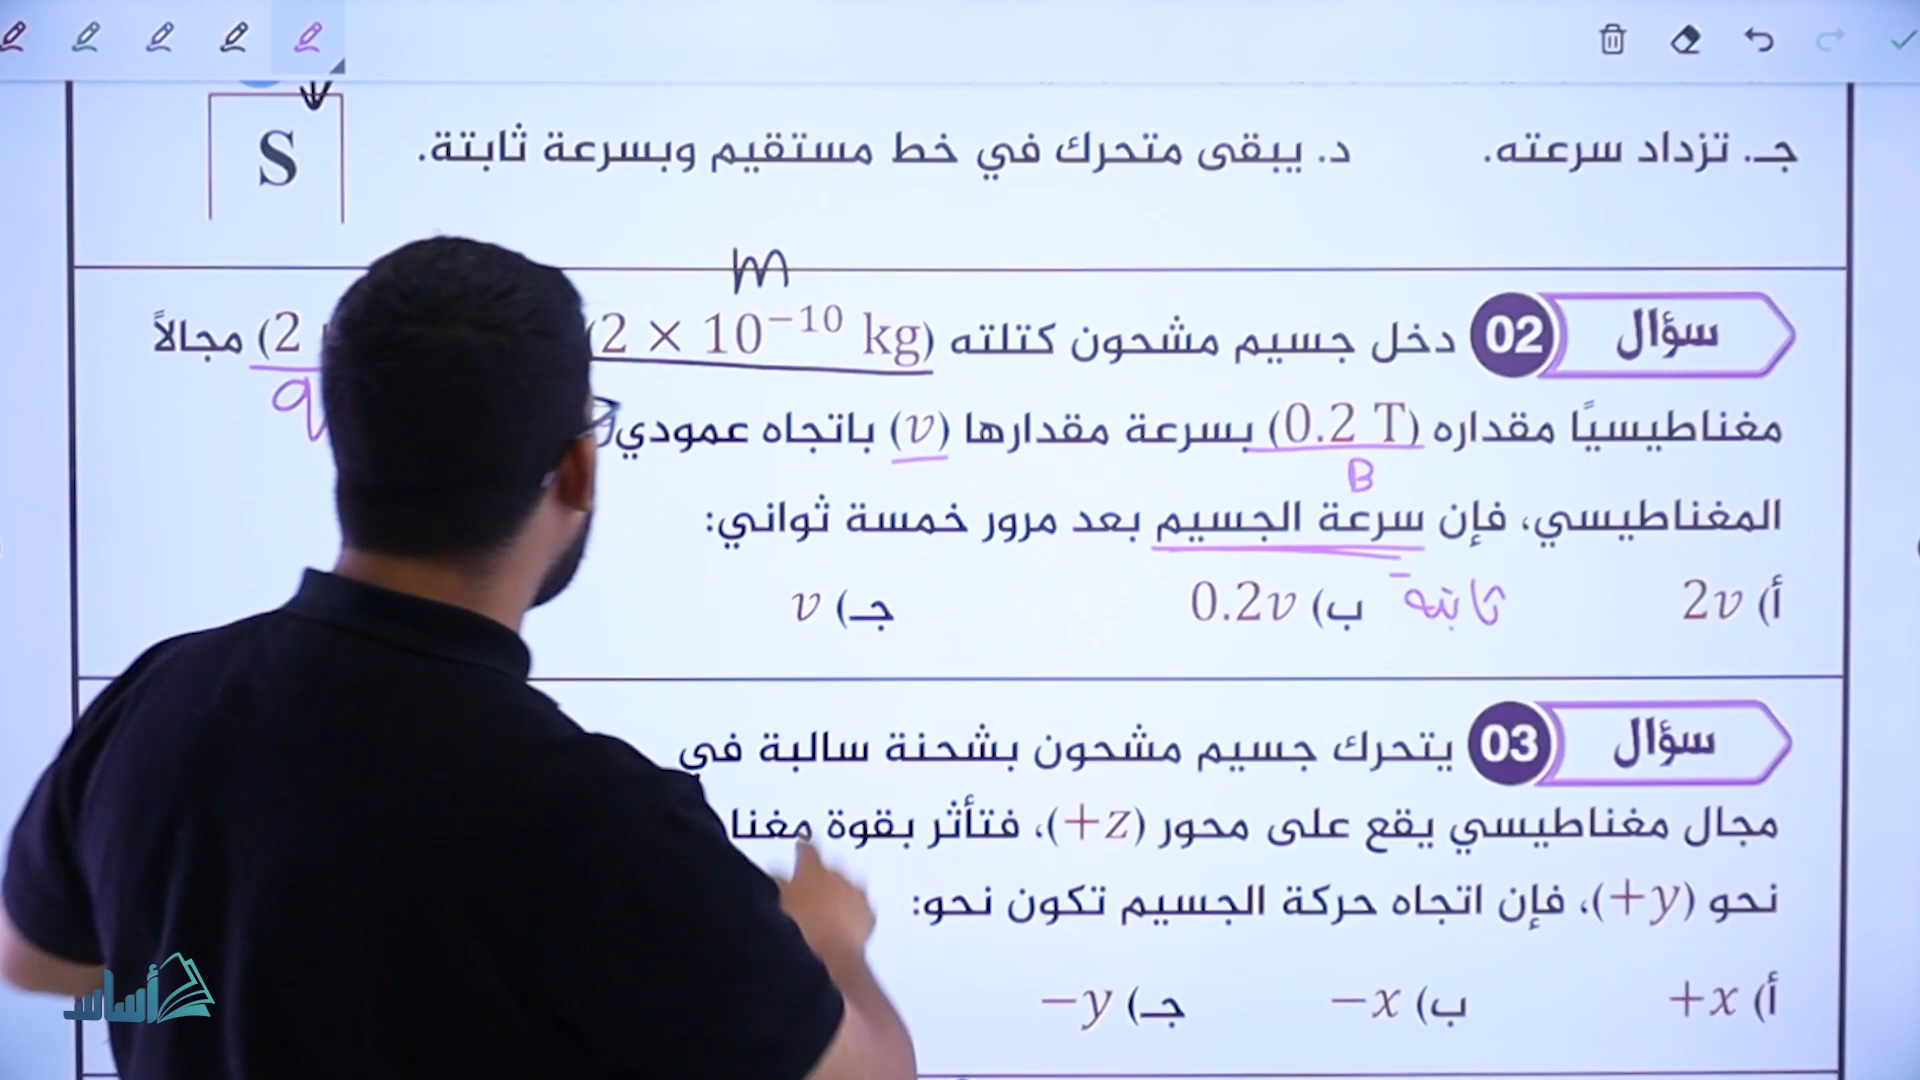 جـ. تزداد سرعته. د. يبقى متحرك في خط مستقيم وبسرعة ثابتة.
S
m
سؤال 02 دخل جسيم مشحون كتلته (2 × 10−10 kg) (2 مجالاً
q
مغناطيسيًا مقداره (0.2 T) بسرعة مقدارها (v) باتجاه عمودي
B
المغناطيسي، فإن سرعة الجسيم بعد مرور خمسة ثواني:
أ) 2v ثابتة ب) 0.2v جـ) v
سؤال 03 يتحرك جسيم مشحون بشحنة سالبة في
مجال مغناطيسي يقع على محور (+z)، فتأثر بقوة
نحو (+y)، فإن اتجاه حركة الجسيم تكون نحو:
أ) +x ب) −x جـ) −y
أساس